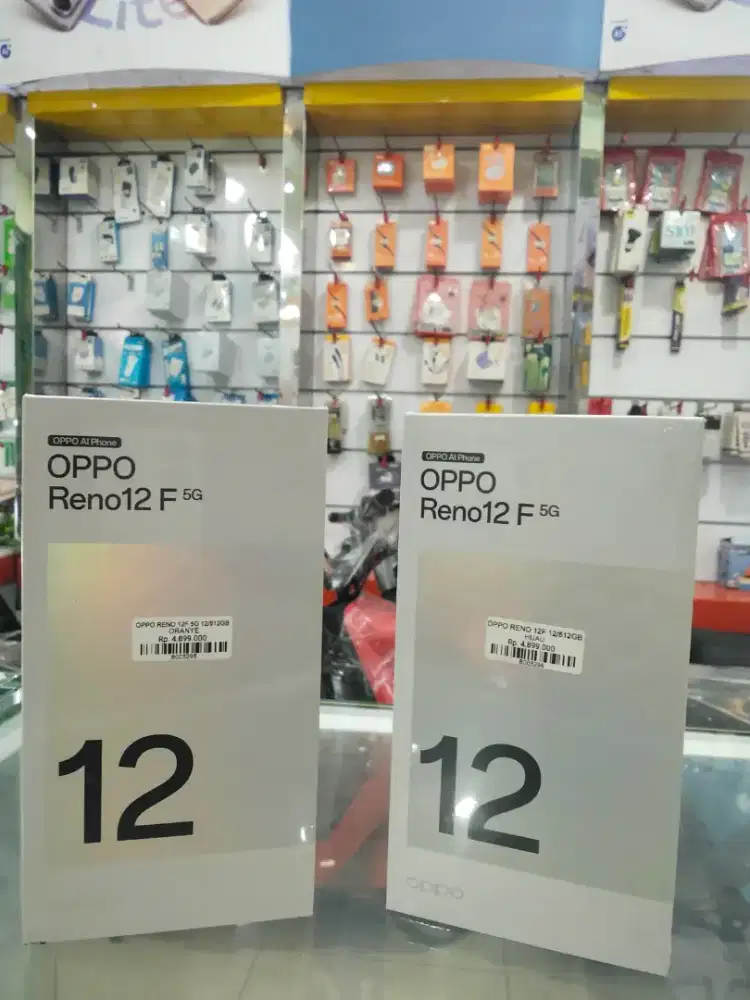 Lite
OPPO AI Phone
OPPO
Reno12 F 5G
OPPO RENO 12F 5G 12/512GB
ORANYE
Rp. 4,899,000
12
OPPO AI Phone
OPPO
Reno12 F 5G
OPPO RENO 12F 12/512GB
HIJAU
Rp. 4,899,000
12
oppo